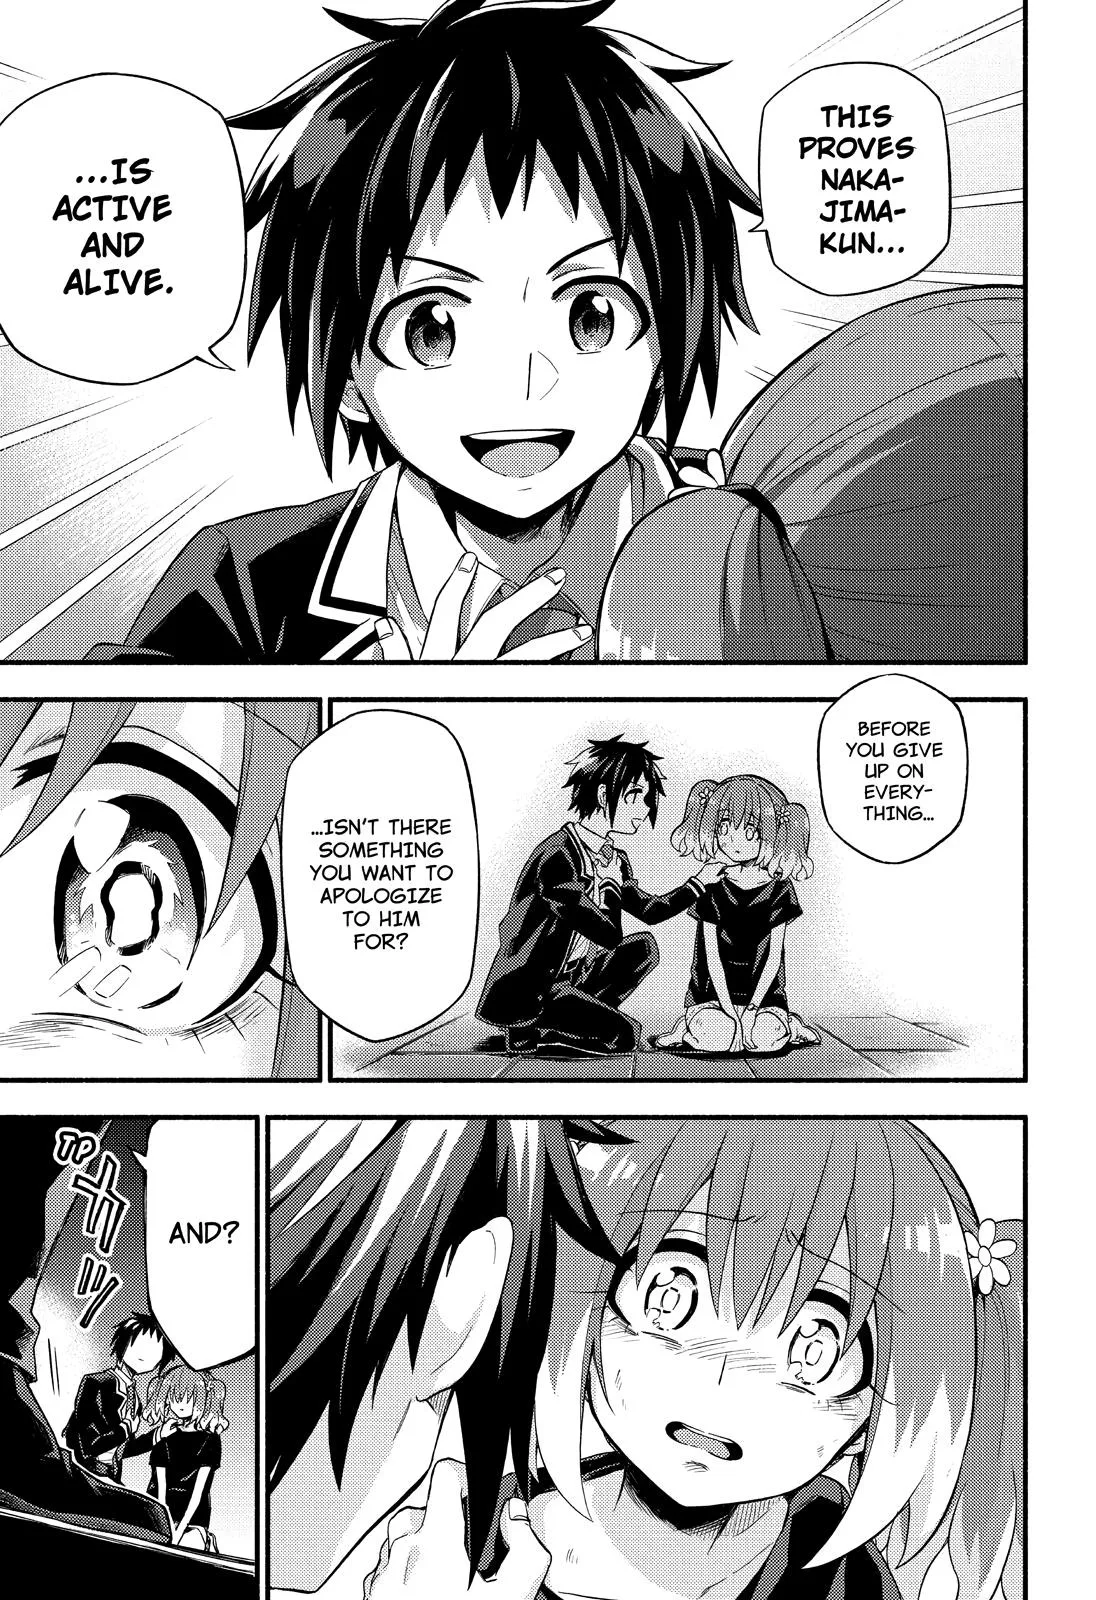 THIS
PROVES
NAKA-
JIMA-
KUN...
...IS
ACTIVE
AND
ALIVE.
BEFORE
YOU GIVE
UP ON
EVERY-
THING...
...ISN'T THERE
SOMETHING
YOU WANT TO
APOLOGIZE
TO HIM
FOR?
AND?
TP